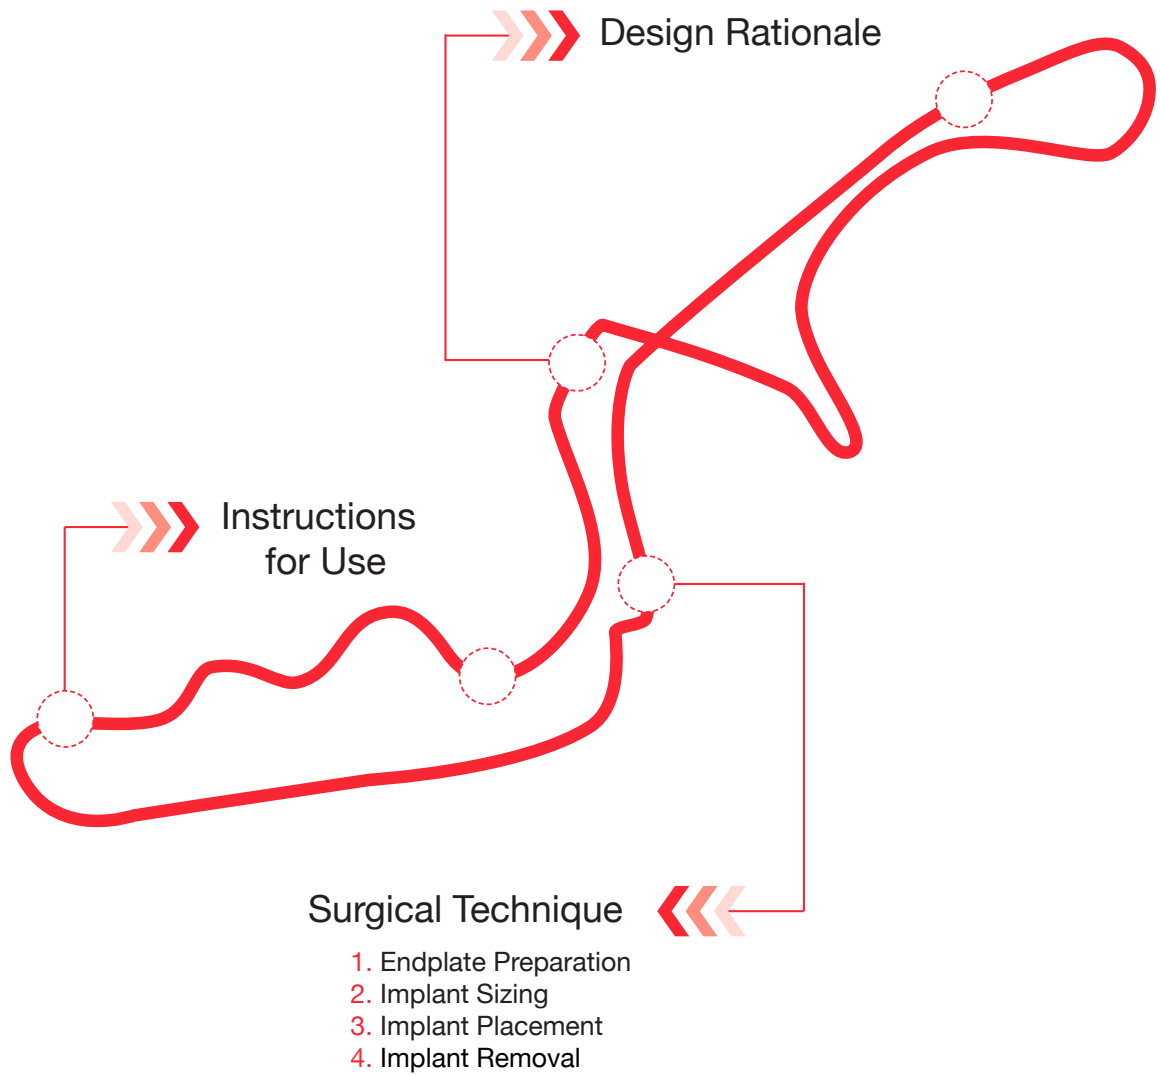 Design Rationale
Instructions
for Use
Surgical Technique
1. Endplate Preparation
2. Implant Sizing
3. Implant Placement
4. Implant Removal